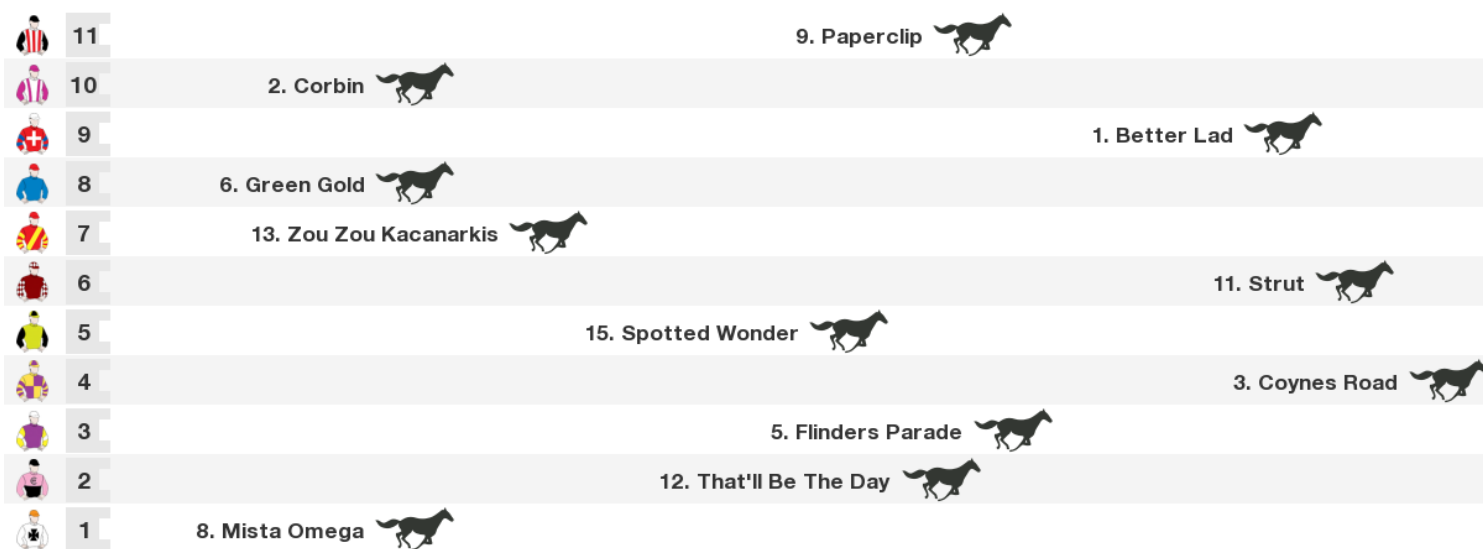 11 9. Paperclip
10 2. Corbin
9 1. Better Lad
8 6. Green Gold
7 13. Zou Zou Kacanarkis
6 11. Strut
5 15. Spotted Wonder
4 3. Coynes Road
3 5. Flinders Parade
2 12. That'll Be The Day
1 8. Mista Omega